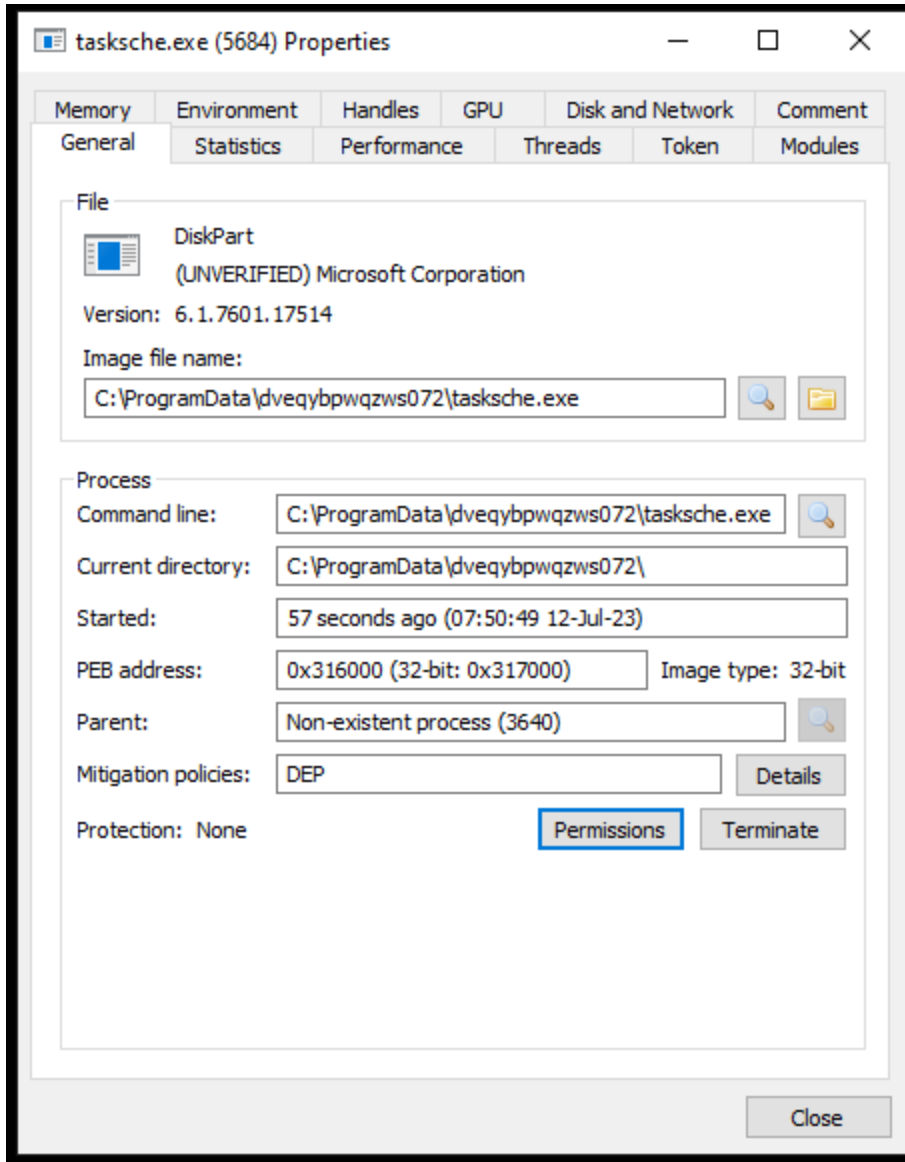 tasksche.exe (5684) Properties
Memory Environment Handles GPU Disk and Network Comment
General Statistics Performance Threads Token Modules
File
DiskPart
(UNVERIFIED) Microsoft Corporation
Version: 6.1.7601.17514
Image file name:
C:\ProgramData\dveqybpwqzws072\tasksche.exe
Process
Command line: C:\ProgramData\dveqybpwqzws072\tasksche.exe
Current directory: C:\ProgramData\dveqybpwqzws072\
Started: 57 seconds ago (07:50:49 12-Jul-23)
PEB address: 0x316000 (32-bit: 0x317000) Image type: 32-bit
Parent: Non-existent process (3640)
Mitigation policies: DEP Details
Protection: None Permissions Terminate
Close